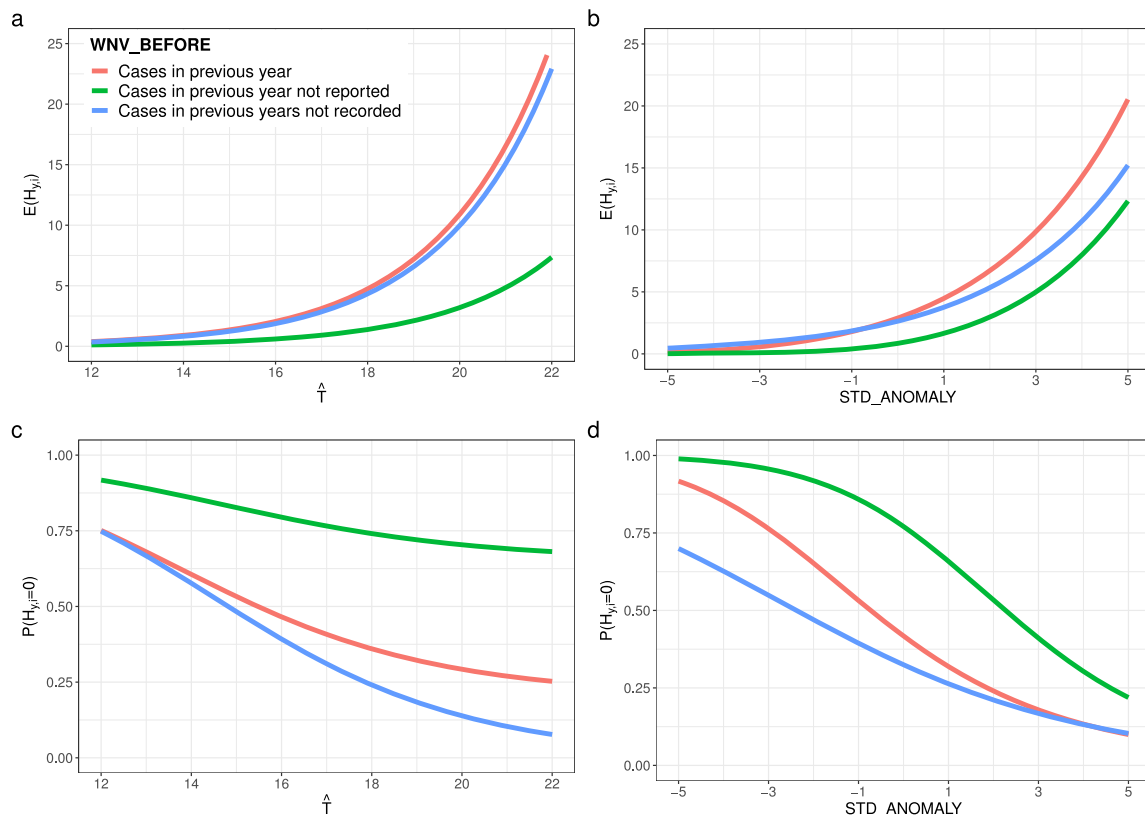 a
WNV_BEFORE
Cases in previous year
Cases in previous year not reported
Cases in previous years not recorded
E(Hy,i)
25
20
15
10
5
0
12 14 16 18 20 22
T̂
b
E(Hy,i)
25
20
15
10
5
0
−5 −3 −1 1 3 5
STD_ANOMALY
c
P(Hy,i=0)
1.00
0.75
0.50
0.25
0.00
12 14 16 18 20 22
T̂
d
P(Hy,i=0)
1.00
0.75
0.50
0.25
0.00
−5 −3 −1 1 3 5
STD_ANOMALY